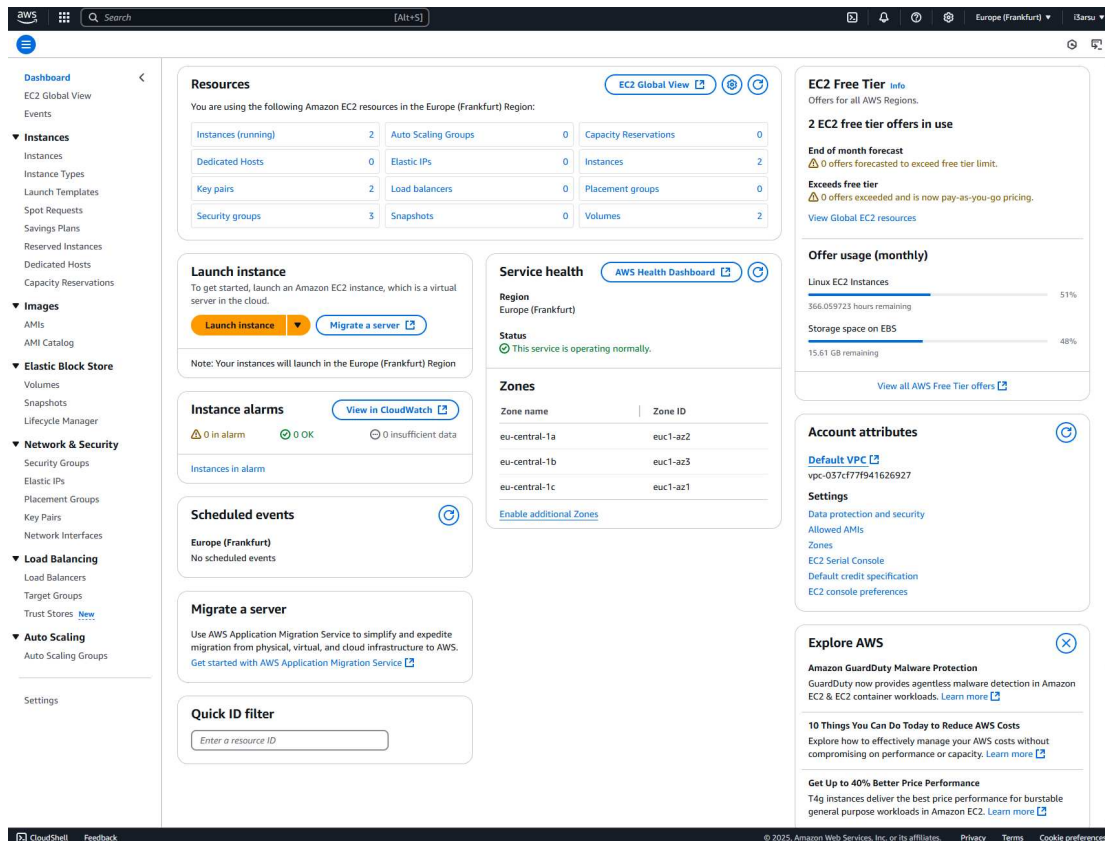 aws
Search
[Alt+S]
Europe (Frankfurt) ▼
i3arsu ▼
Dashboard
EC2 Global View
Events
▼ Instances
Instances
Instance Types
Launch Templates
Spot Requests
Savings Plans
Reserved Instances
Dedicated Hosts
Capacity Reservations
▼ Images
AMIs
AMI Catalog
▼ Elastic Block Store
Volumes
Snapshots
Lifecycle Manager
▼ Network & Security
Security Groups
Elastic IPs
Placement Groups
Key Pairs
Network Interfaces
▼ Load Balancing
Load Balancers
Target Groups
Trust Stores New
▼ Auto Scaling
Auto Scaling Groups
Settings
Resources
EC2 Global View
You are using the following Amazon EC2 resources in the Europe (Frankfurt) Region:
Instances (running) 2 Auto Scaling Groups 0 Capacity Reservations 0
Dedicated Hosts 0 Elastic IPs 0 Instances 2
Key pairs 2 Load balancers 0 Placement groups 0
Security groups 3 Snapshots 0 Volumes 2
Launch instance
To get started, launch an Amazon EC2 instance, which is a virtual
server in the cloud.
Launch instance ▼ Migrate a server
Note: Your instances will launch in the Europe (Frankfurt) Region
Instance alarms
View in CloudWatch
0 in alarm 0 OK 0 insufficient data
Instances in alarm
Scheduled events
Europe (Frankfurt)
No scheduled events
Migrate a server
Use AWS Application Migration Service to simplify and expedite
migration from physical, virtual, and cloud infrastructure to AWS.
Get started with AWS Application Migration Service
Quick ID filter
Enter a resource ID
Service health
AWS Health Dashboard
Region
Europe (Frankfurt)
Status
This service is operating normally.
Zones
Zone name Zone ID
eu-central-1a euc1-az2
eu-central-1b euc1-az3
eu-central-1c euc1-az1
Enable additional Zones
EC2 Free Tier Info
Offers for all AWS Regions.
2 EC2 free tier offers in use
End of month forecast
0 offers forecasted to exceed free tier limit.
Exceeds free tier
0 offers exceeded and is now pay-as-you-go pricing.
View Global EC2 resources
Offer usage (monthly)
Linux EC2 Instances
51%
366.059723 hours remaining
Storage space on EBS
48%
15.61 GB remaining
View all AWS Free Tier offers
Account attributes
Default VPC
vpc-037cf77f941626927
Settings
Data protection and security
Allowed AMIs
Zones
EC2 Serial Console
Default credit specification
EC2 console preferences
Explore AWS
Amazon GuardDuty Malware Protection
GuardDuty now provides agentless malware detection in Amazon
EC2 & EC2 container workloads. Learn more
10 Things You Can Do Today to Reduce AWS Costs
Explore how to effectively manage your AWS costs without
compromising on performance or capacity. Learn more
Get Up to 40% Better Price Performance
T4g instances deliver the best price performance for burstable
general purpose workloads in Amazon EC2. Learn more
CloudShell Feedback
© 2025, Amazon Web Services, Inc. or its affiliates. Privacy Terms Cookie preferences